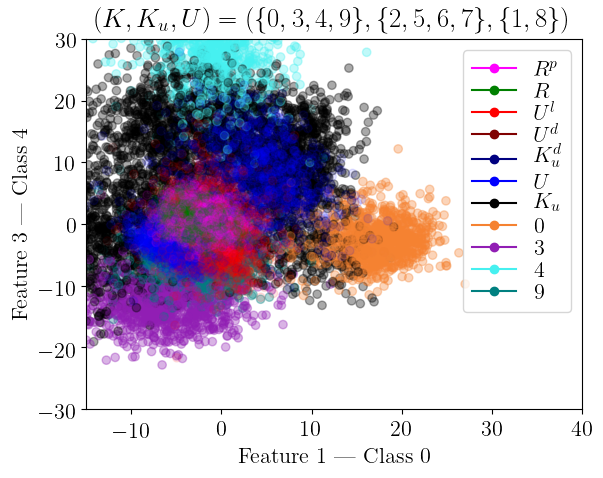 (K, K_u, U) = ({0, 3, 4, 9}, {2, 5, 6, 7}, {1, 8})
30
20
10
0
−10
−20
−30
Feature 3 — Class 4
R^p
R
U^l
U^d
K_u^d
U
K_u
0
3
4
9
−10
0
10
20
30
40
Feature 1 — Class 0